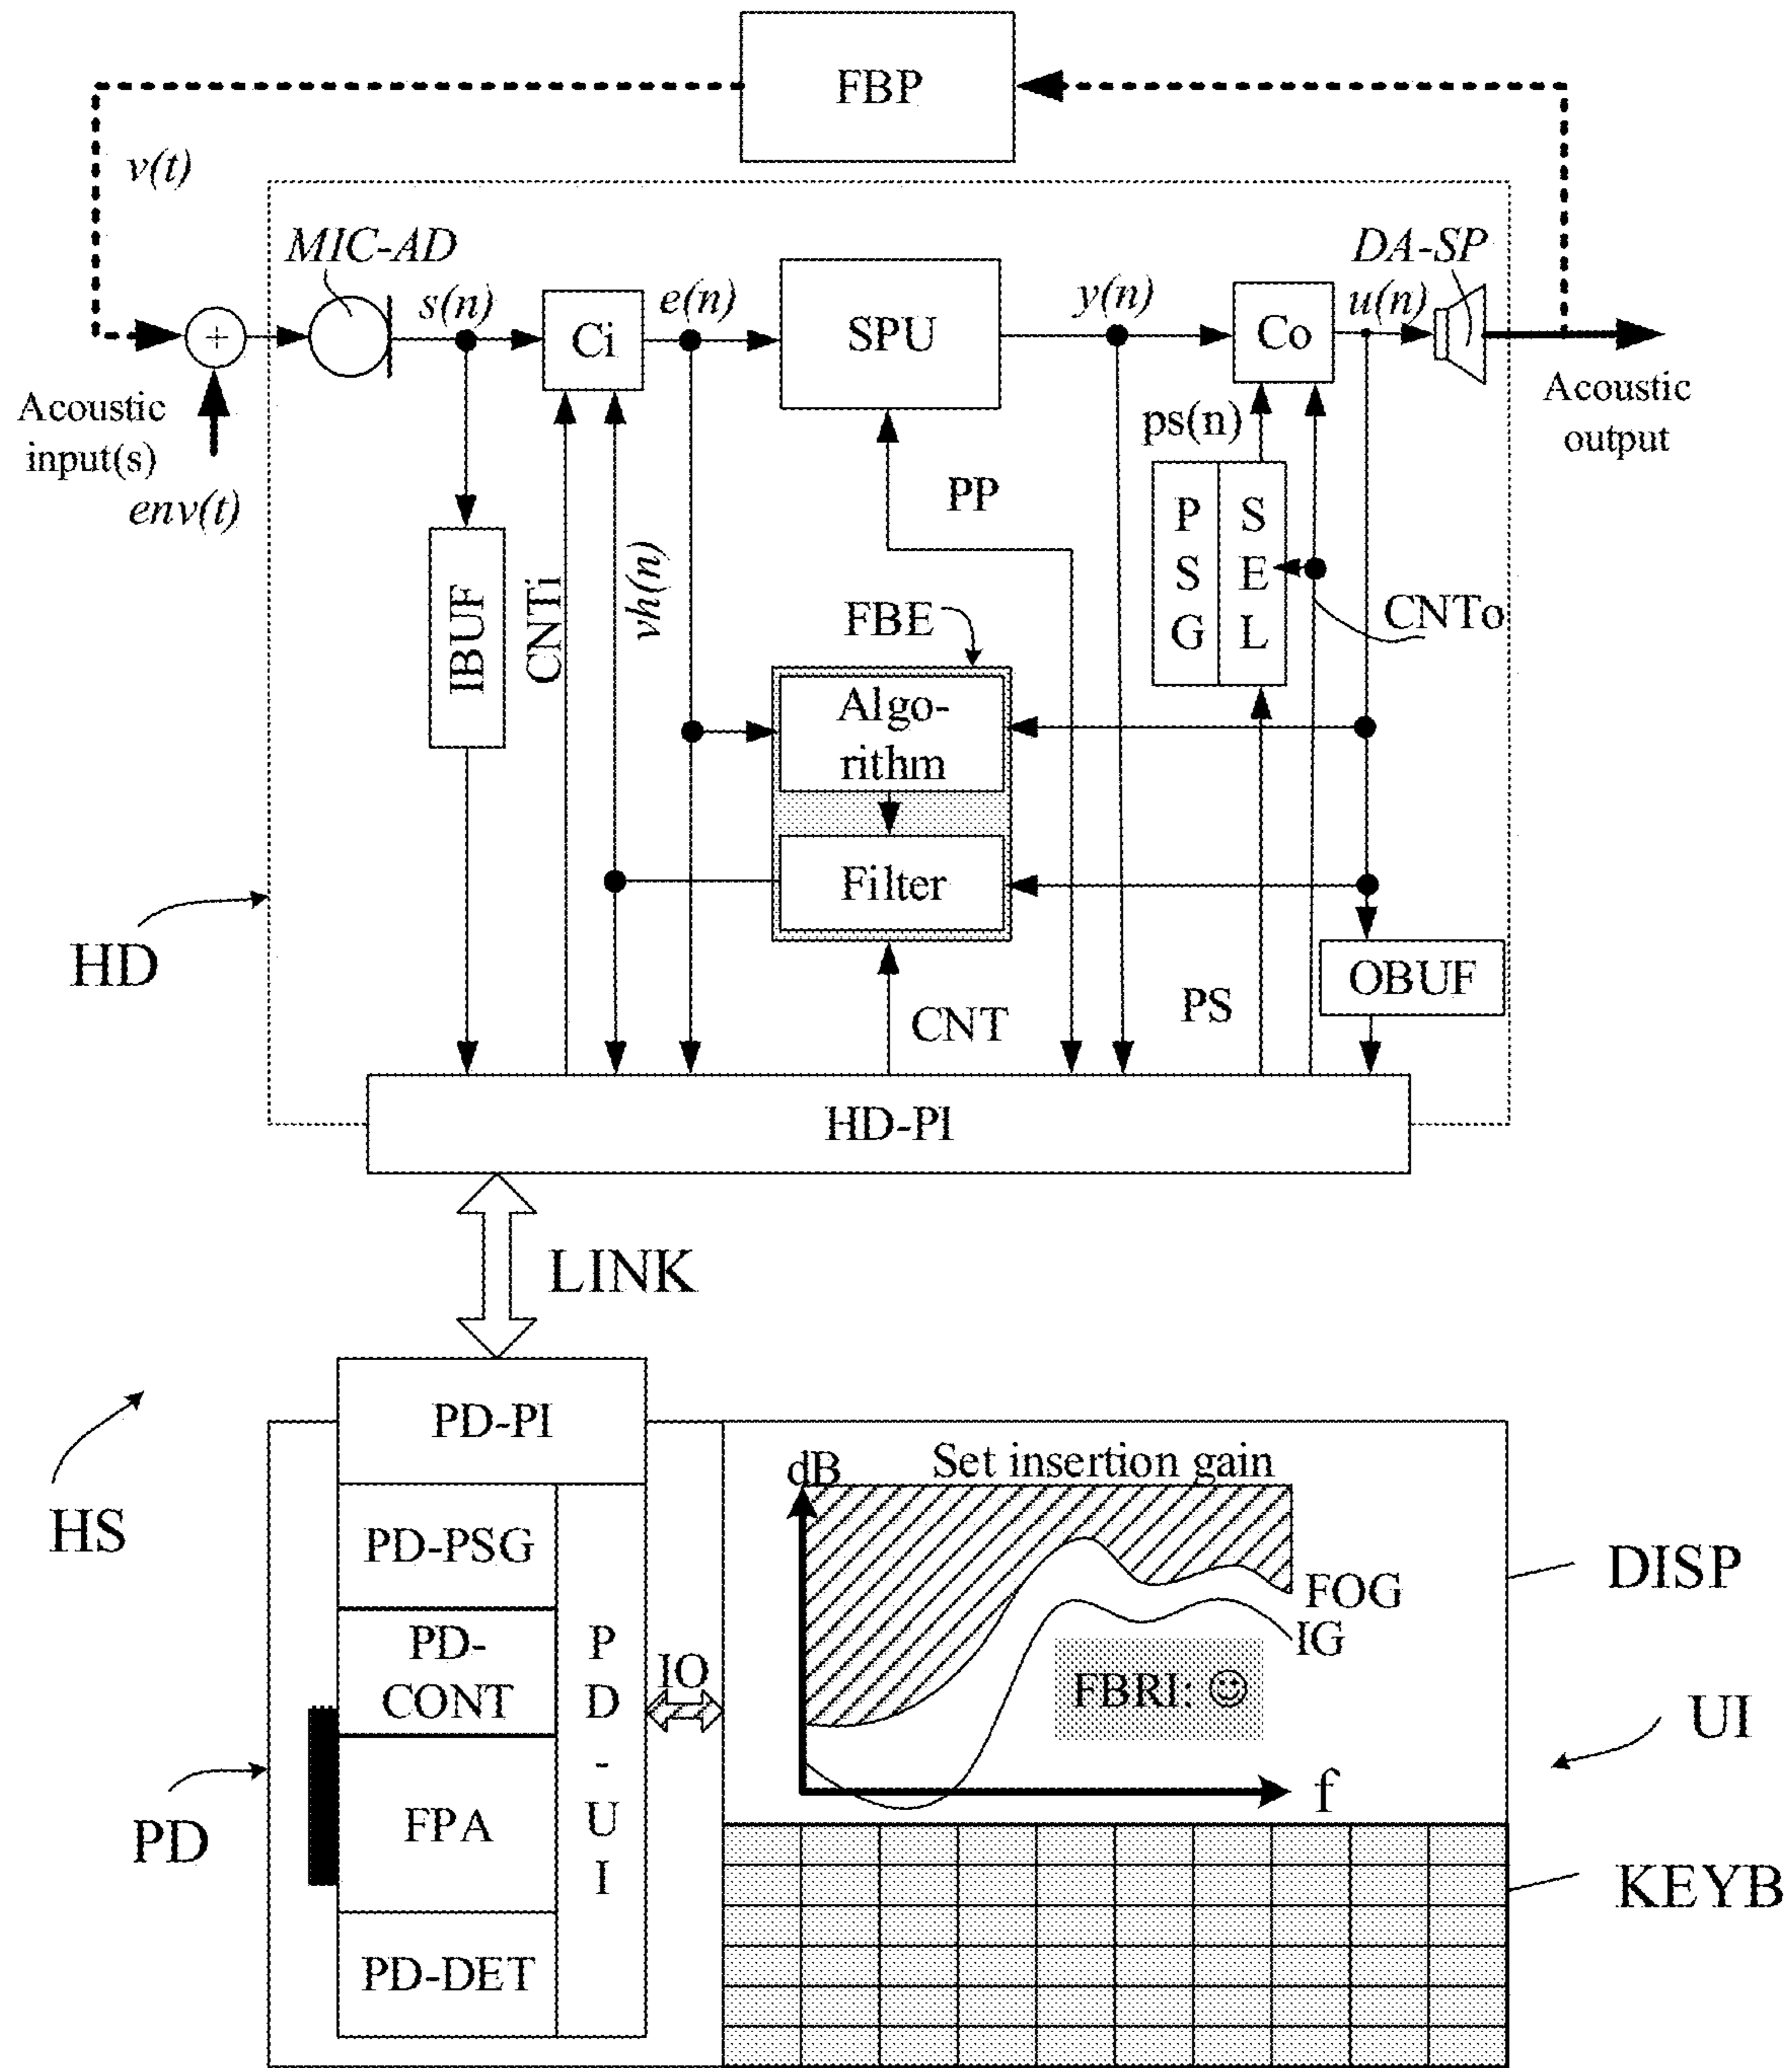 FBP
v(t)
MIC-AD
DA-SP
s(n)
e(n)
y(n)
u(n)
+
Ci
SPU
Co
Acoustic
input(s)
env(t)
Acoustic
output
ps(n)
PP
P
S
G
S
E
L
IBUF
CNTi
vh(n)
FBE
CNTo
Algo-
rithm
Filter
HD
OBUF
CNT
PS
HD-PI
LINK
HS
PD-PI
PD-PSG
PD-
CONT
FPA
PD-DET
P
D
-
U
I
IO
dB
Set insertion gain
FOG
IG
FBRI: ☺
f
DISP
UI
PD
KEYB